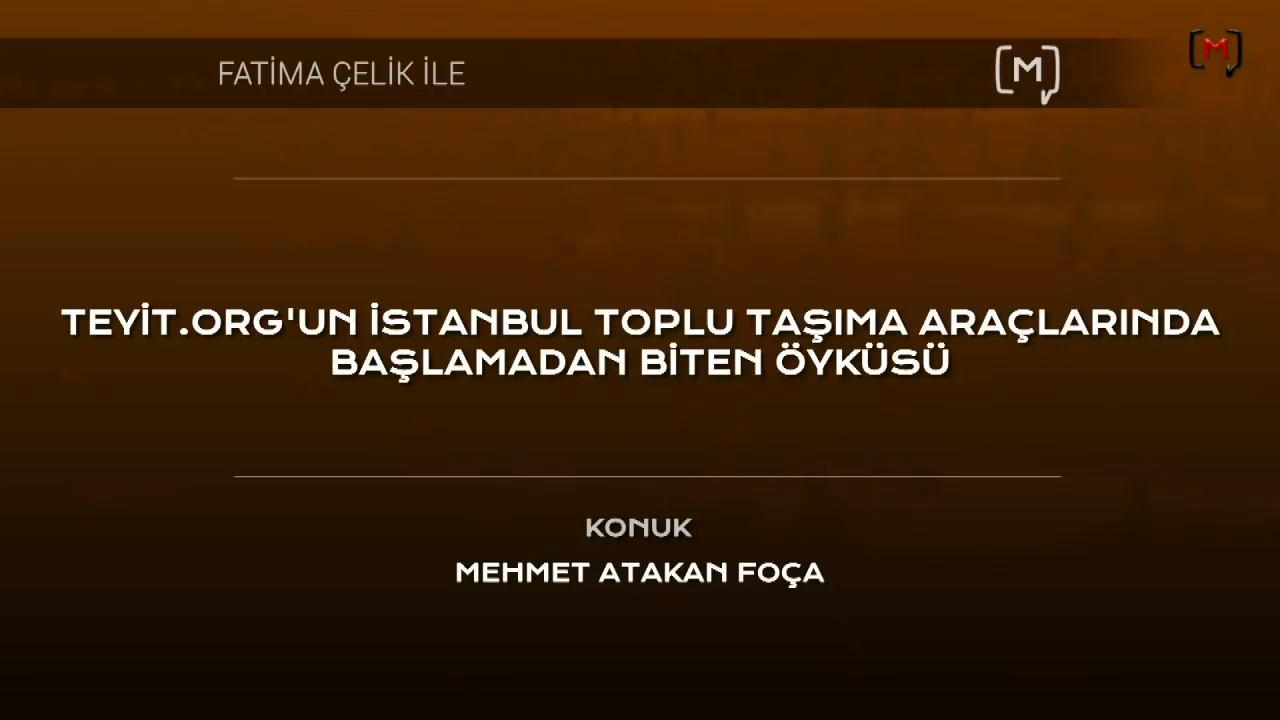 FATİMA ÇELİK İLE
[M]
[M]
TEYİT.ORG'UN İSTANBUL TOPLU TAŞIMA ARAÇLARINDA
BAŞLAMADAN BİTEN ÖYKÜSÜ
KONUK
MEHMET ATAKAN FOÇA